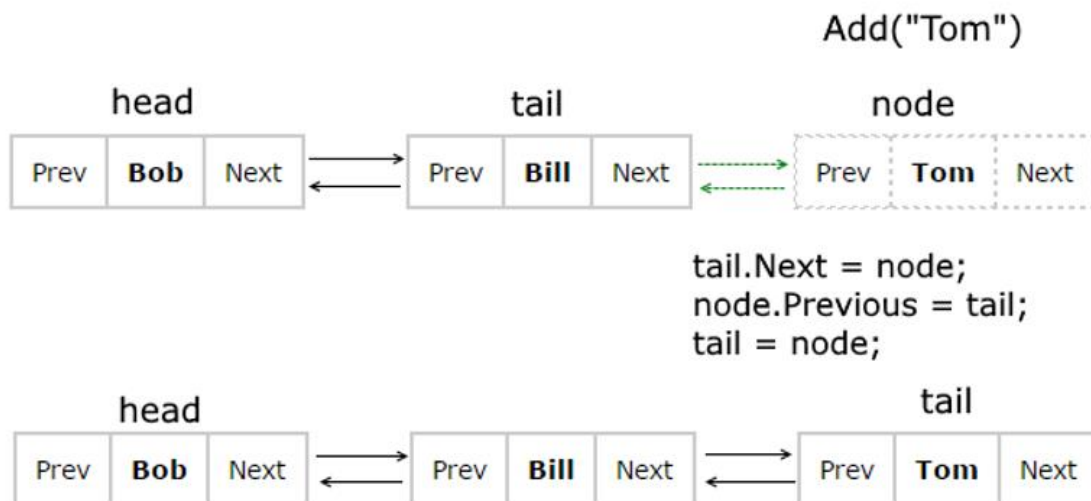 Add("Tom")
head tail node
Prev Bob Next Prev Bill Next Prev Tom Next
tail.Next = node;
node.Previous = tail;
tail = node;
head tail
Prev Bob Next Prev Bill Next Prev Tom Next